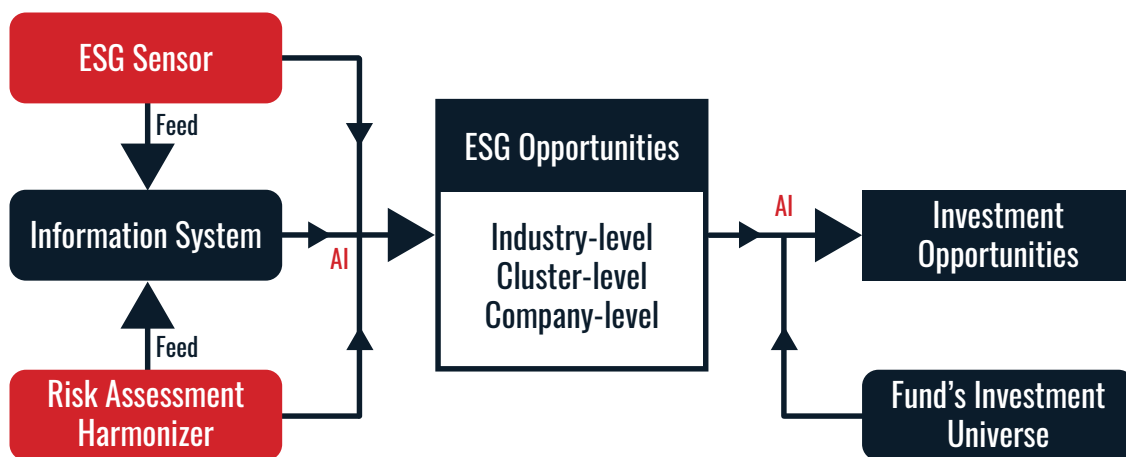 ESG Sensor
Feed
Information System
AI
Feed
Risk Assessment
Harmonizer
ESG Opportunities
Industry-level
Cluster-level
Company-level
AI
Investment
Opportunities
Fund's Investment
Universe